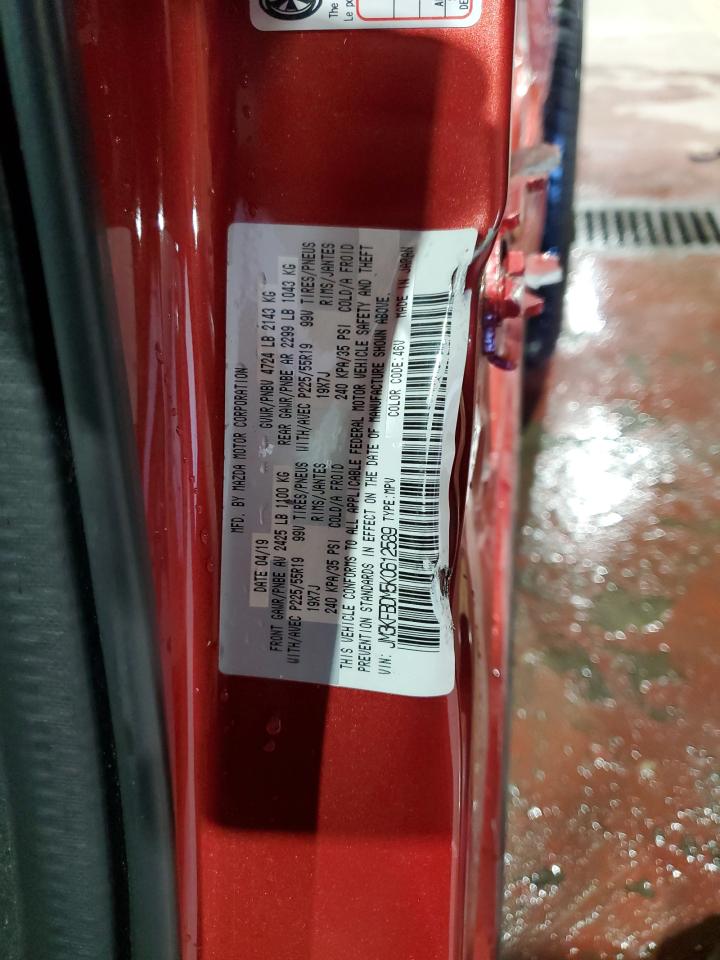 The
Le po
MFD. BY MAZDA MOTOR CORPORATION
DATE 04/19 GVWR/PNBV 4724 LB 2143 KG
FRONT GAWR/PNBE AV 2425 LB 1100 KG REAR GAWR/PNBE AR 2299 LB 1043 KG
WITH/AVEC P225/55R19 99V TIRES/PNEUS WITH/AVEC P225/55R19 99V TIRES/PNEUS
19X7J RIMS/JANTES 19X7J RIMS/JANTES
240 KPA/35 PSI COLD/A FROID 240 KPA/35 PSI COLD/A FROID
THIS VEHICLE CONFORMS TO ALL APPLICABLE FEDERAL MOTOR VEHICLE SAFETY AND THEFT
PREVENTION STANDARDS IN EFFECT ON THE DATE OF MANUFACTURE SHOWN ABOVE.
VIN: JM3KFBDM5K0612589 TYPE:MPV COLOR CODE:46V MADE IN JAPAN